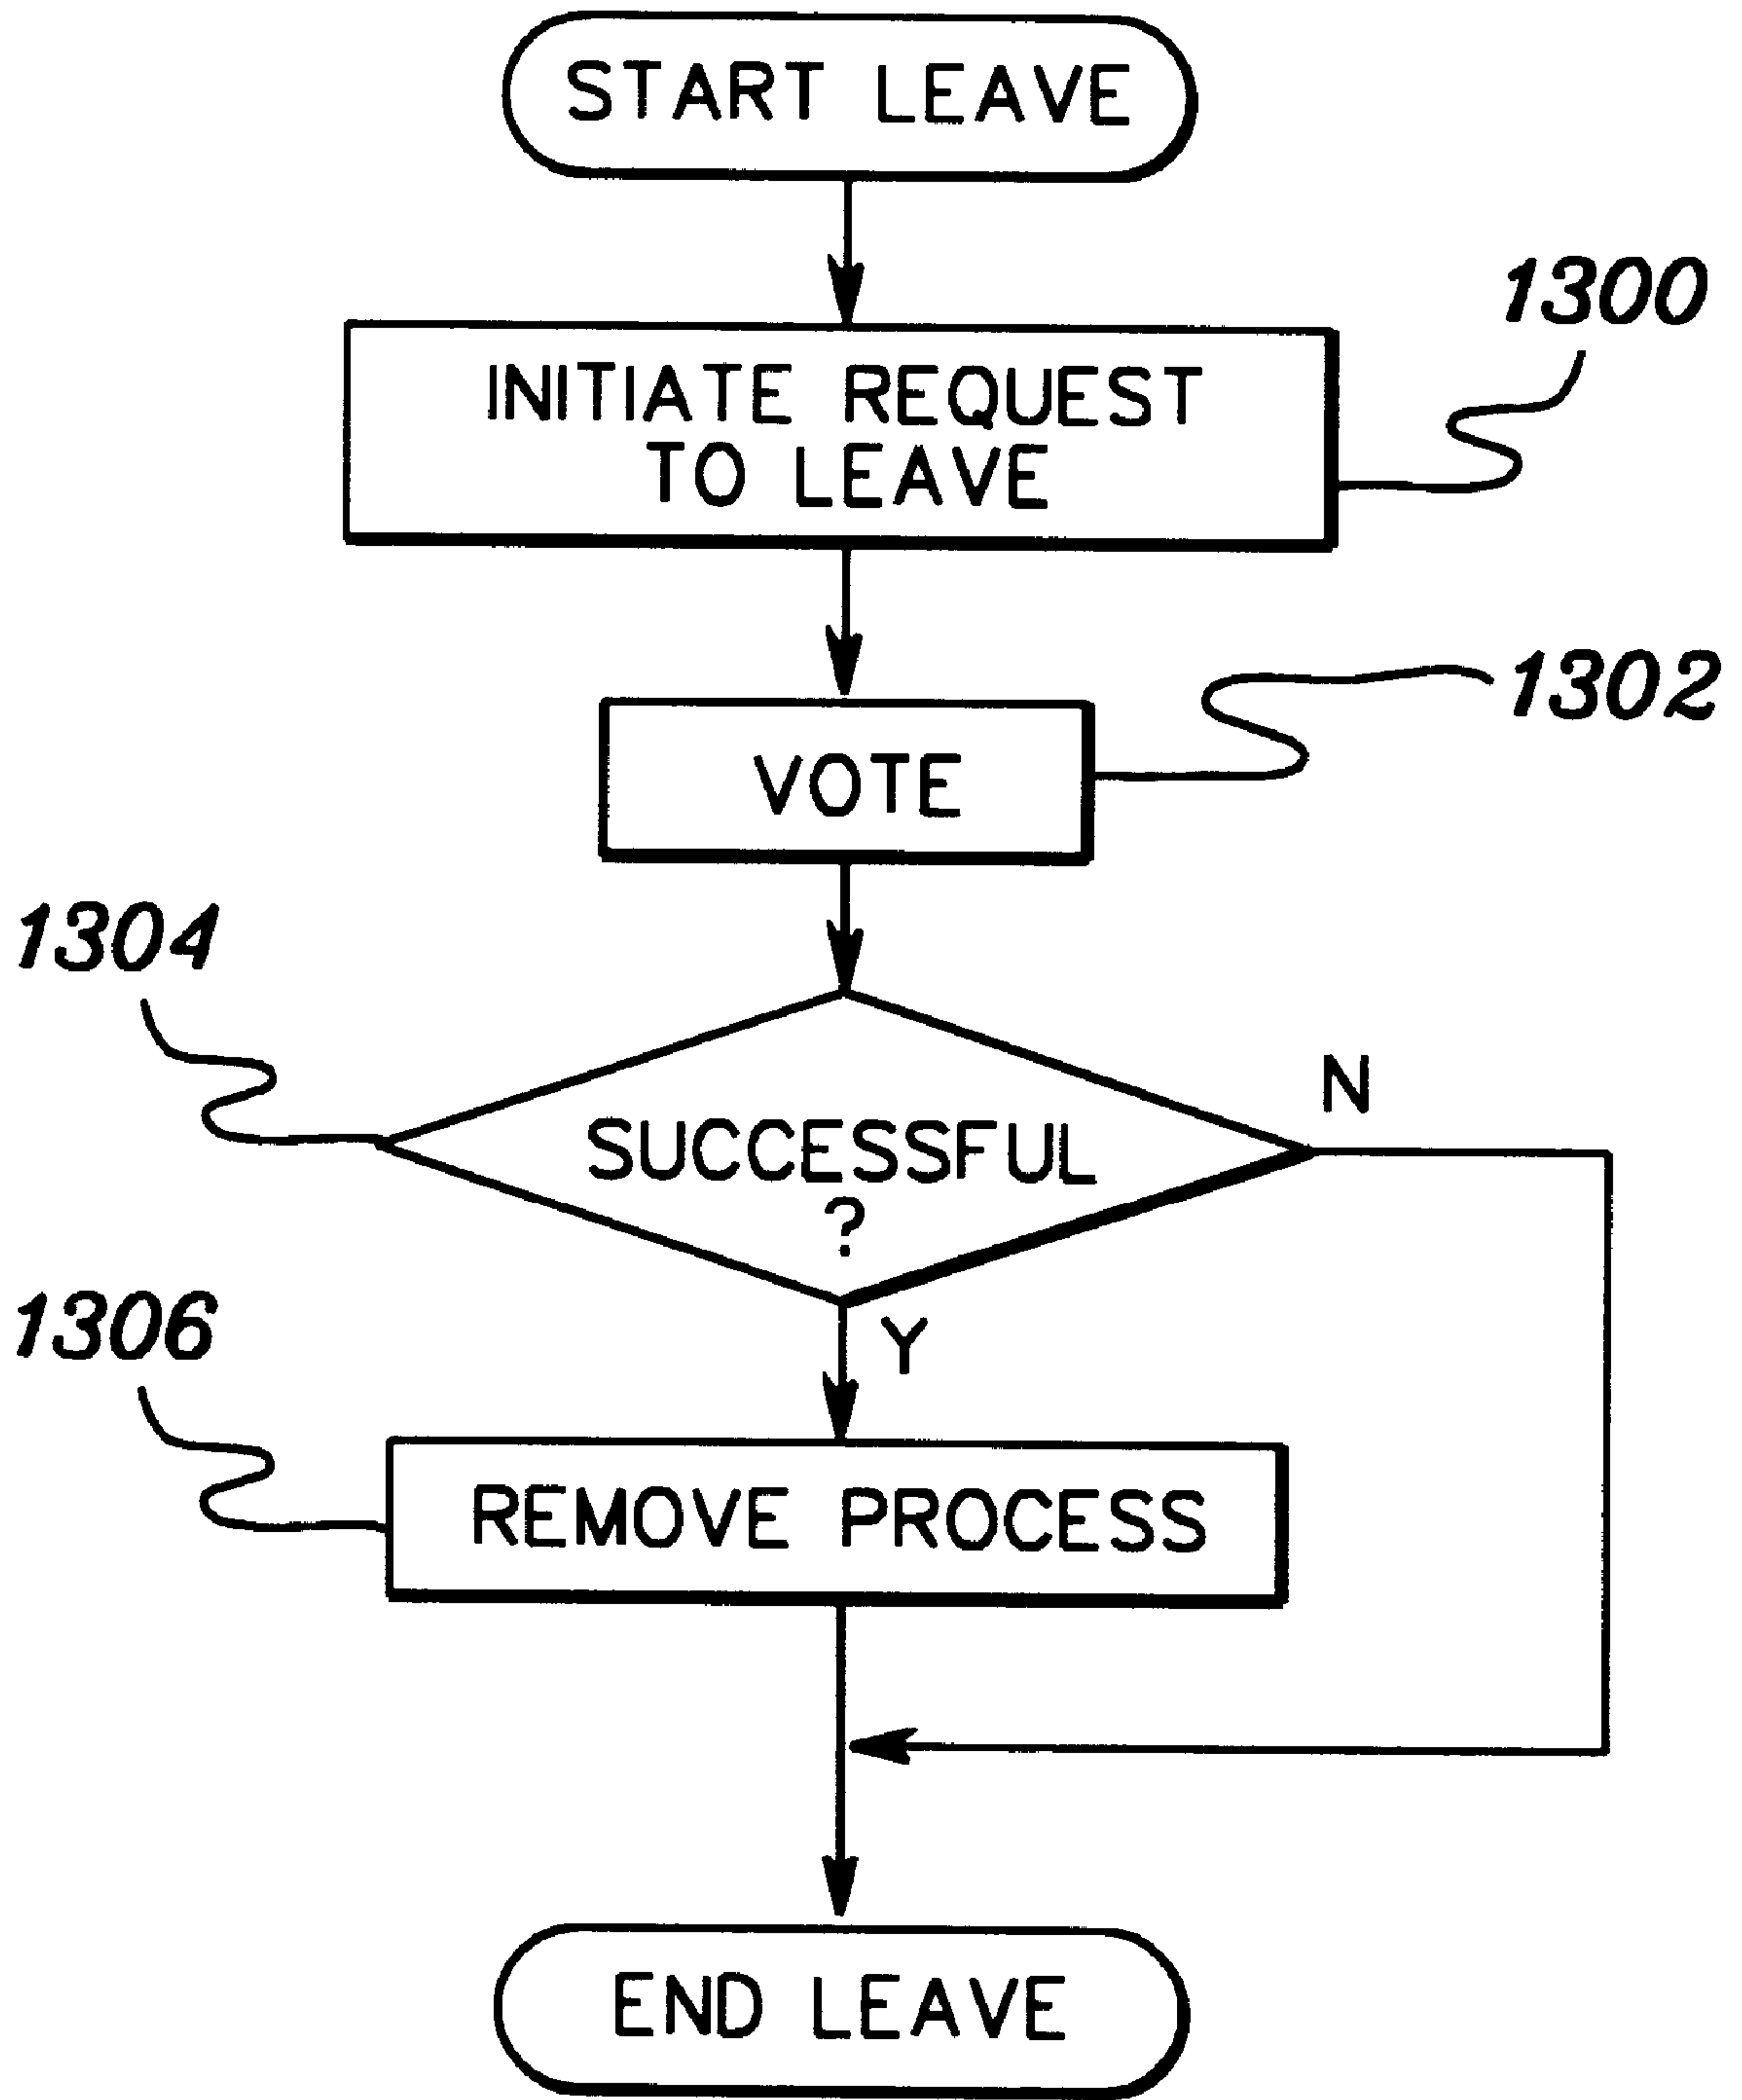 START LEAVE
1300
INITIATE REQUEST
TO LEAVE
1302
VOTE
1304
N
SUCCESSFUL
?
1306
Y
REMOVE PROCESS
END LEAVE